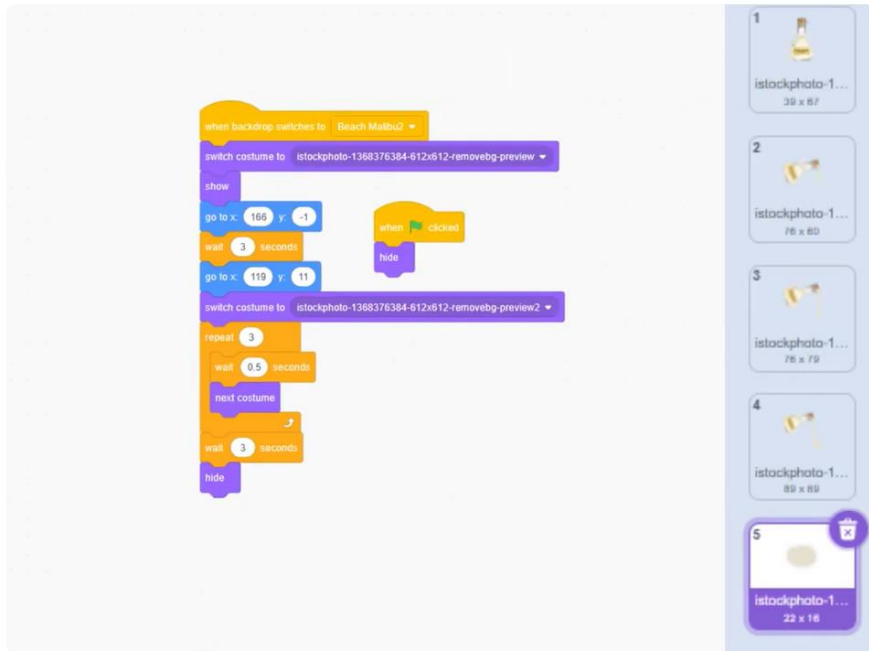 when backdrop switches to Beach Malibu2
switch costume to istockphoto-1368376384-612x612-removebg-preview
show
go to x: 166 y: -1
wait 3 seconds
go to x: 119 y: 11
switch costume to istockphoto-1368376384-612x612-removebg-preview2
repeat 3
wait 0.5 seconds
next costume
wait 3 seconds
hide
when clicked
hide
1
istockphoto-1...
39 x 67
2
istockphoto-1...
76 x 60
3
istockphoto-1...
76 x 79
4
istockphoto-1...
89 x 89
5
istockphoto-1...
22 x 16